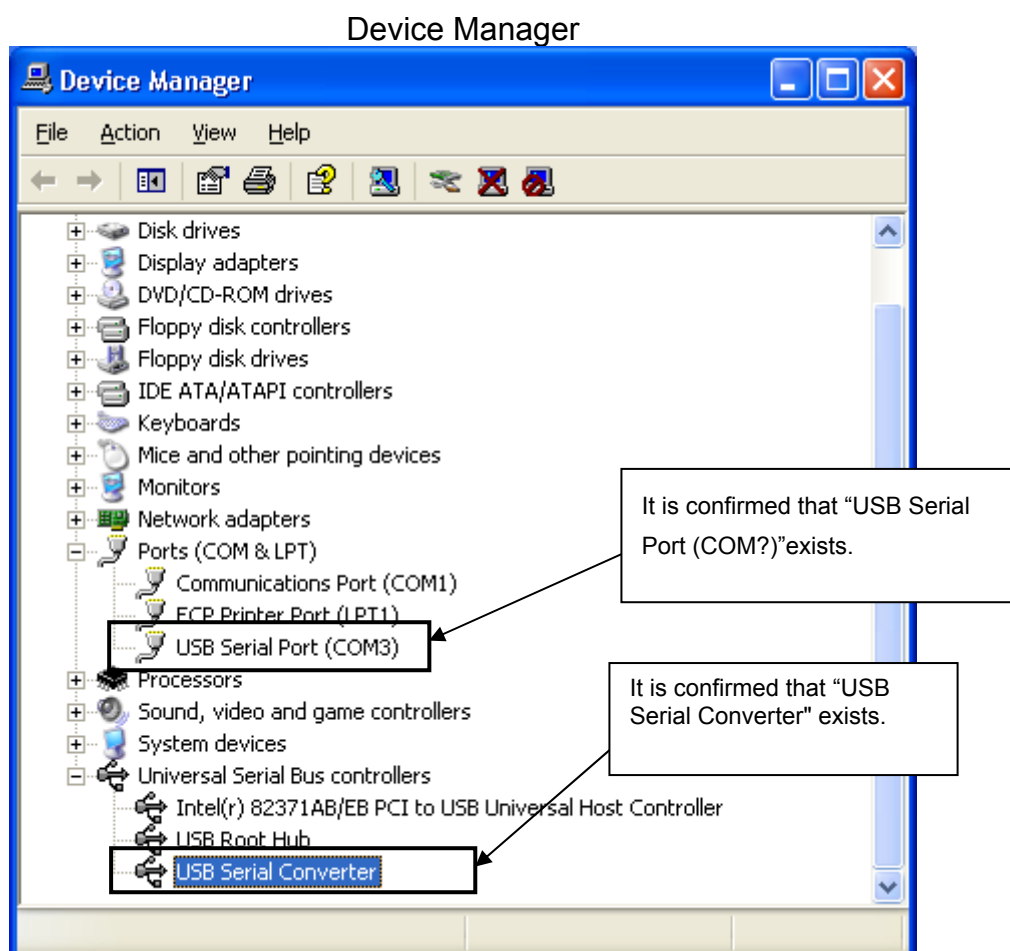 Device Manager
Device Manager
File Action View Help
Disk drives
Display adapters
DVD/CD-ROM drives
Floppy disk controllers
Floppy disk drives
IDE ATA/ATAPI controllers
Keyboards
Mice and other pointing devices
Monitors
Network adapters
Ports (COM & LPT)
Communications Port (COM1)
ECP Printer Port (LPT1)
USB Serial Port (COM3)
Processors
Sound, video and game controllers
System devices
Universal Serial Bus controllers
Intel(r) 82371AB/EB PCI to USB Universal Host Controller
USB Root Hub
USB Serial Converter
It is confirmed that “USB Serial
Port (COM?)”exists.
It is confirmed that “USB
Serial Converter" exists.